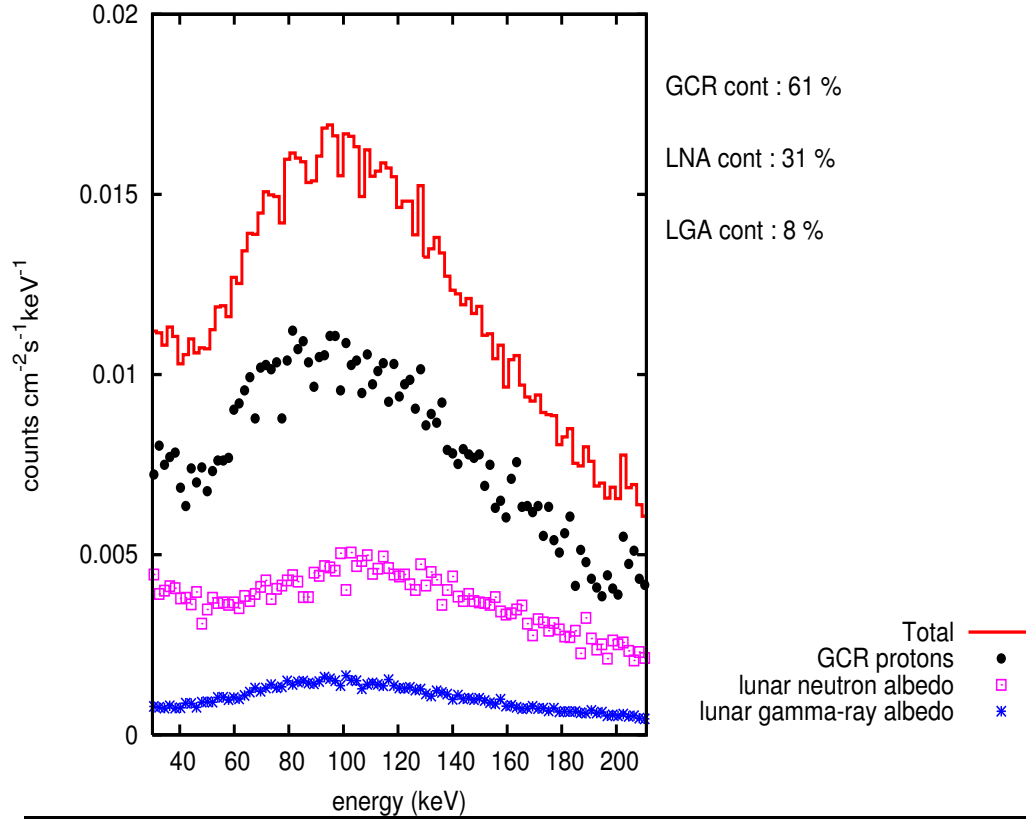 0.02
0.015
0.01
0.005
0
counts cm-2s-1keV-1
40 60 80 100 120 140 160 180 200
energy (keV)
GCR cont : 61 %
LNA cont : 31 %
LGA cont : 8 %
Total
GCR protons
lunar neutron albedo
lunar gamma-ray albedo